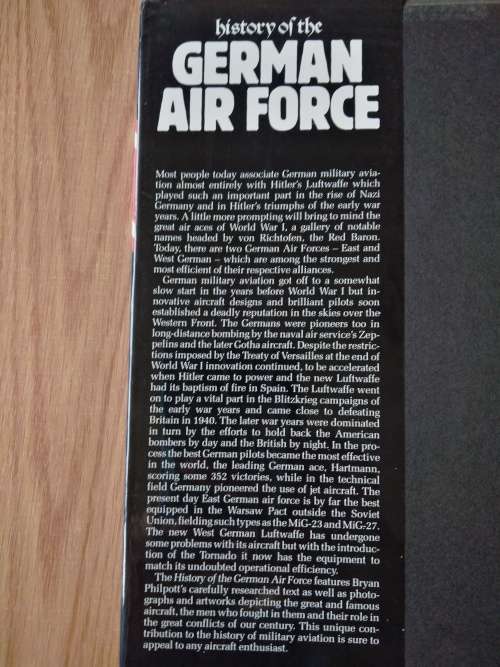 history of the
GERMAN
AIR FORCE
Most people today associate German military avia-
tion almost entirely with Hitler's Luftwaffe which
played such an important part in the rise of Nazi
Germany and in Hitler's triumphs of the early war
years. A little more prompting will bring to mind the
great air aces of World War I, a gallery of notable
names headed by von Richtofen, the Red Baron.
Today, there are two German Air Forces – East and
West German – which are among the strongest and
most efficient of their respective alliances.
German military aviation got off to a somewhat
slow start in the years before World War I but in-
novative aircraft designs and brilliant pilots soon
established a deadly reputation in the skies over the
Western Front. The Germans were pioneers too in
long-distance bombing by the naval air service's Zep-
pelins and the later Gotha aircraft. Despite the restric-
tions imposed by the Treaty of Versailles at the end of
World War I innovation continued, to be accelerated
when Hitler came to power and the new Luftwaffe
had its baptism of fire in Spain. The Luftwaffe went
on to play a vital part in the Blitzkrieg campaigns of
the early war years and came close to defeating
Britain in 1940. The later war years were dominated
in turn by the efforts to hold back the American
bombers by day and the British by night. In the pro-
cess the best German pilots became the most effective
in the world, the leading German ace, Hartmann,
scoring some 352 victories, while in the technical
field Germany pioneered the use of jet aircraft. The
present day East German air force is by far the best
equipped in the Warsaw Pact outside the Soviet
Union, fielding such types as the MiG-23 and MiG-27.
The new West German Luftwaffe has undergone
some problems with its aircraft but with the introduc-
tion of the Tornado it now has the equipment to
match its undoubted operational efficiency.
The History of the German Air Force features Bryan
Philpott's carefully researched text as well as photo-
graphs and artworks depicting the great and famous
aircraft, the men who fought in them and their role in
the great conflicts of our century. This unique con-
tribution to the history of military aviation is sure to
appeal to any aircraft enthusiast.